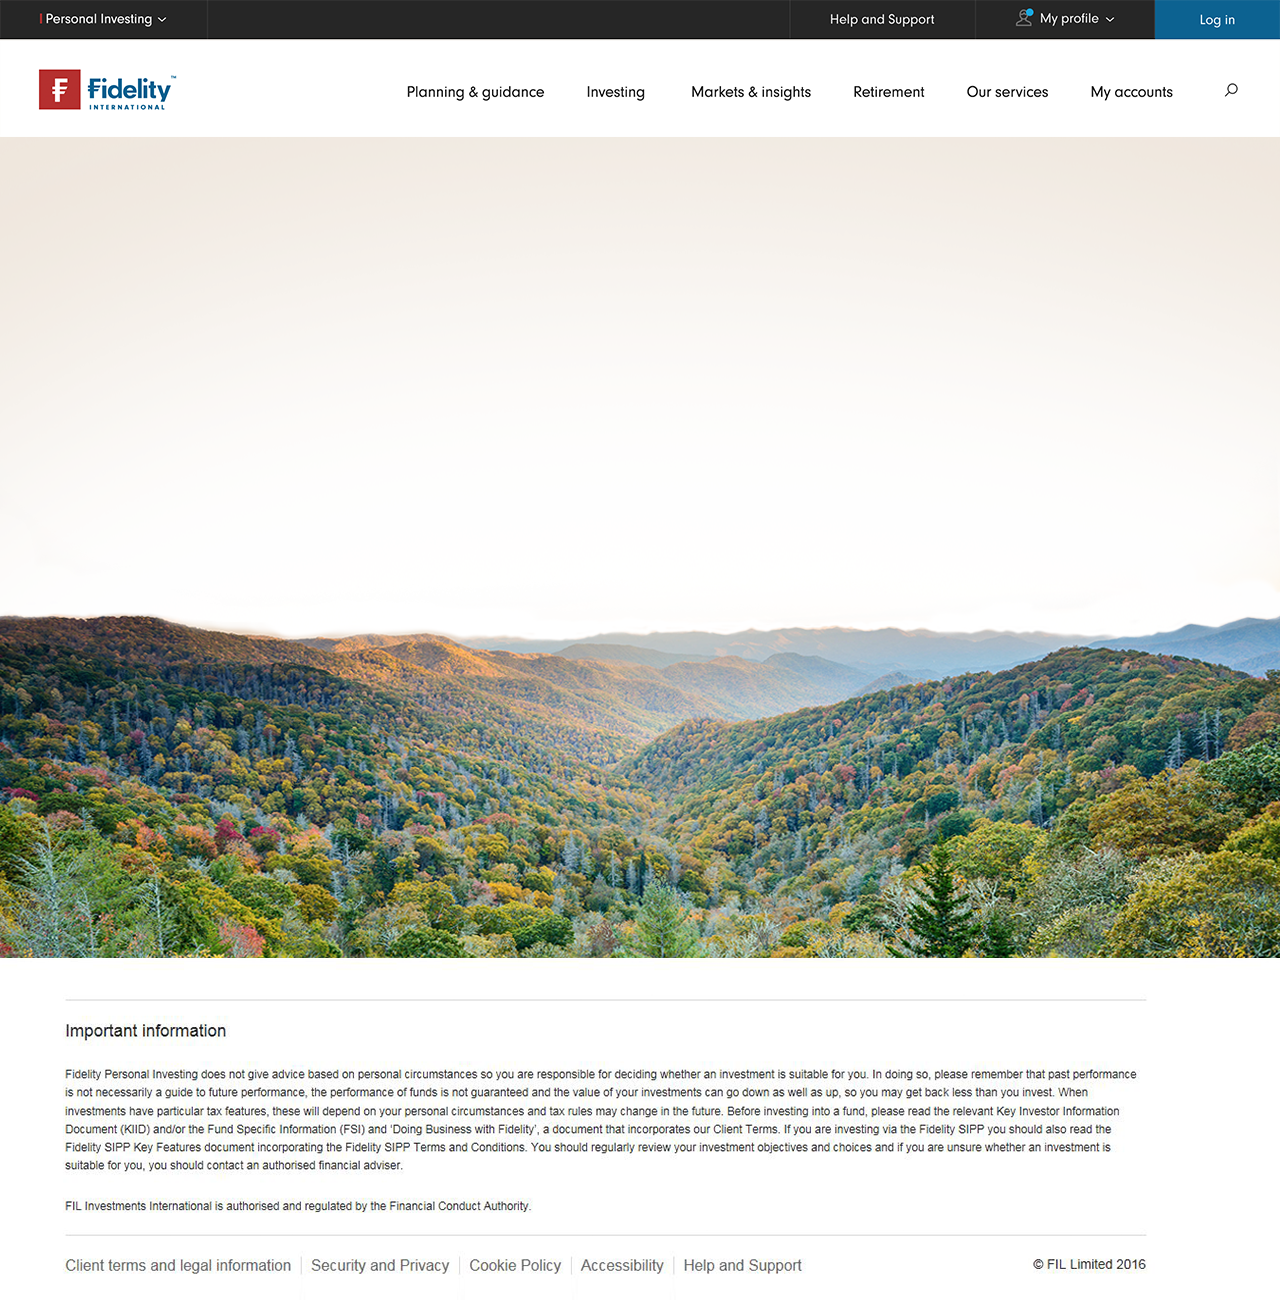 Personal Investing
Help and Support
My profile
Log in
Fidelity™
INTERNATIONAL
Planning & guidance
Investing
Markets & insights
Retirement
Our services
My accounts
Important information
Fidelity Personal Investing does not give advice based on personal circumstances so you are responsible for deciding whether an investment is suitable for you. In doing so, please remember that past performance
is not necessarily a guide to future performance, the performance of funds is not guaranteed and the value of your investments can go down as well as up, so you may get back less than you invest. When
investments have particular tax features, these will depend on your personal circumstances and tax rules may change in the future. Before investing into a fund, please read the relevant Key Investor Information
Document (KIID) and/or the Fund Specific Information (FSI) and ‘Doing Business with Fidelity’, a document that incorporates our Client Terms. If you are investing via the Fidelity SIPP you should also read the
Fidelity SIPP Key Features document incorporating the Fidelity SIPP Terms and Conditions. You should regularly review your investment objectives and choices and if you are unsure whether an investment is
suitable for you, you should contact an authorised financial adviser.
FIL Investments International is authorised and regulated by the Financial Conduct Authority.
Client terms and legal information
Security and Privacy
Cookie Policy
Accessibility
Help and Support
© FIL Limited 2016